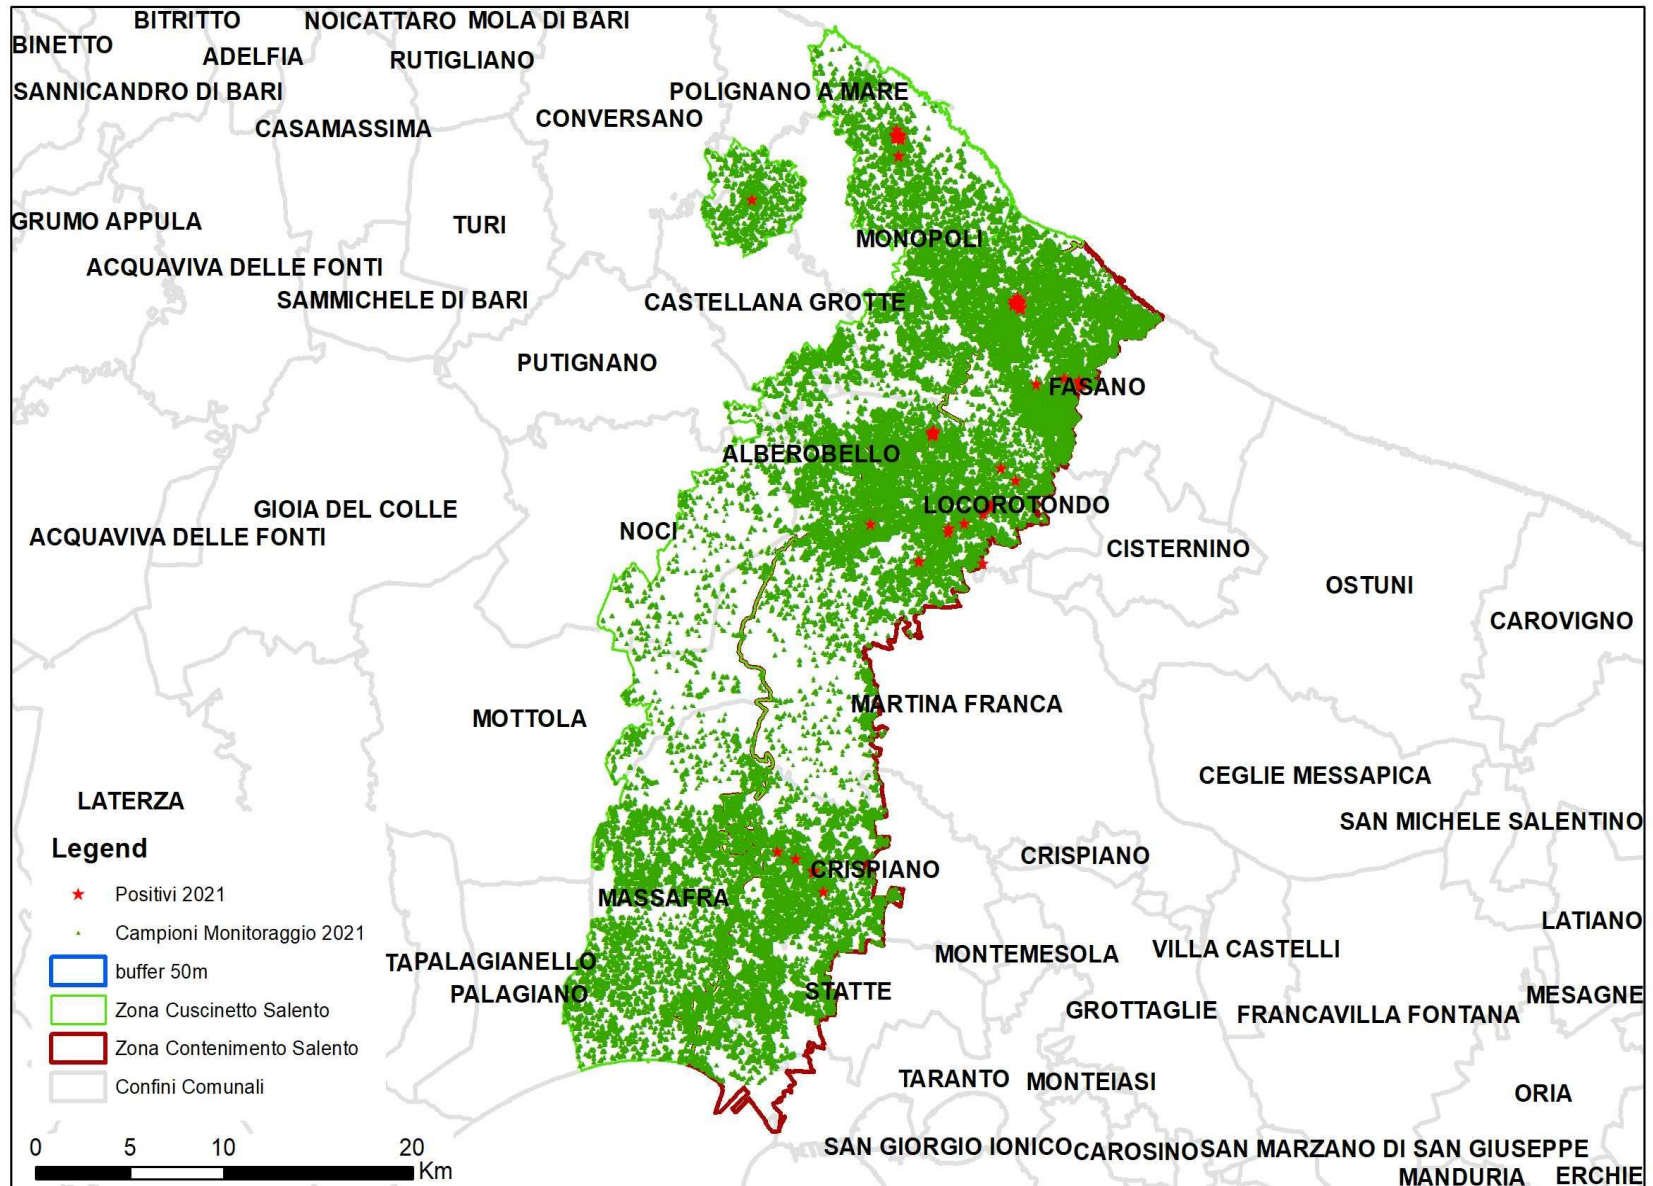 BITRITTO
NOICATTARO
MOLA DI BARI
BINETTO
ADELFIA
RUTIGLIANO
SANNICANDRO DI BARI
POLIGNANO A MARE
CASAMASSIMA
CONVERSANO
GRUMO APPULA
TURI
MONOPOLI
ACQUAVIVA DELLE FONTI
SAMMICHELE DI BARI
CASTELLANA GROTTE
PUTIGNANO
FASANO
ALBEROBELLO
GIOIA DEL COLLE
LOCOROTONDO
ACQUAVIVA DELLE FONTI
NOCI
CISTERNINO
OSTUNI
CAROVIGNO
MARTINA FRANCA
MOTTOLA
CEGLIE MESSAPICA
LATERZA
SAN MICHELE SALENTINO
CRISPIANO
CRISPIANO
MASSAFRA
LATIANO
MONTEMESOLA
VILLA CASTELLI
TAPALAGIANELLO
PALAGIANO
STATTE
MESAGNE
GROTTAGLIE
FRANCAVILLA FONTANA
TARANTO
MONTEIASI
ORIA
SAN GIORGIO IONICO
CAROSINO
SAN MARZANO DI SAN GIUSEPPE
MANDURIA
ERCHIE
Legend
Positivi 2021
Campioni Monitoraggio 2021
buffer 50m
Zona Cuscinetto Salento
Zona Contenimento Salento
Confini Comunali
0 5 10 20
Km